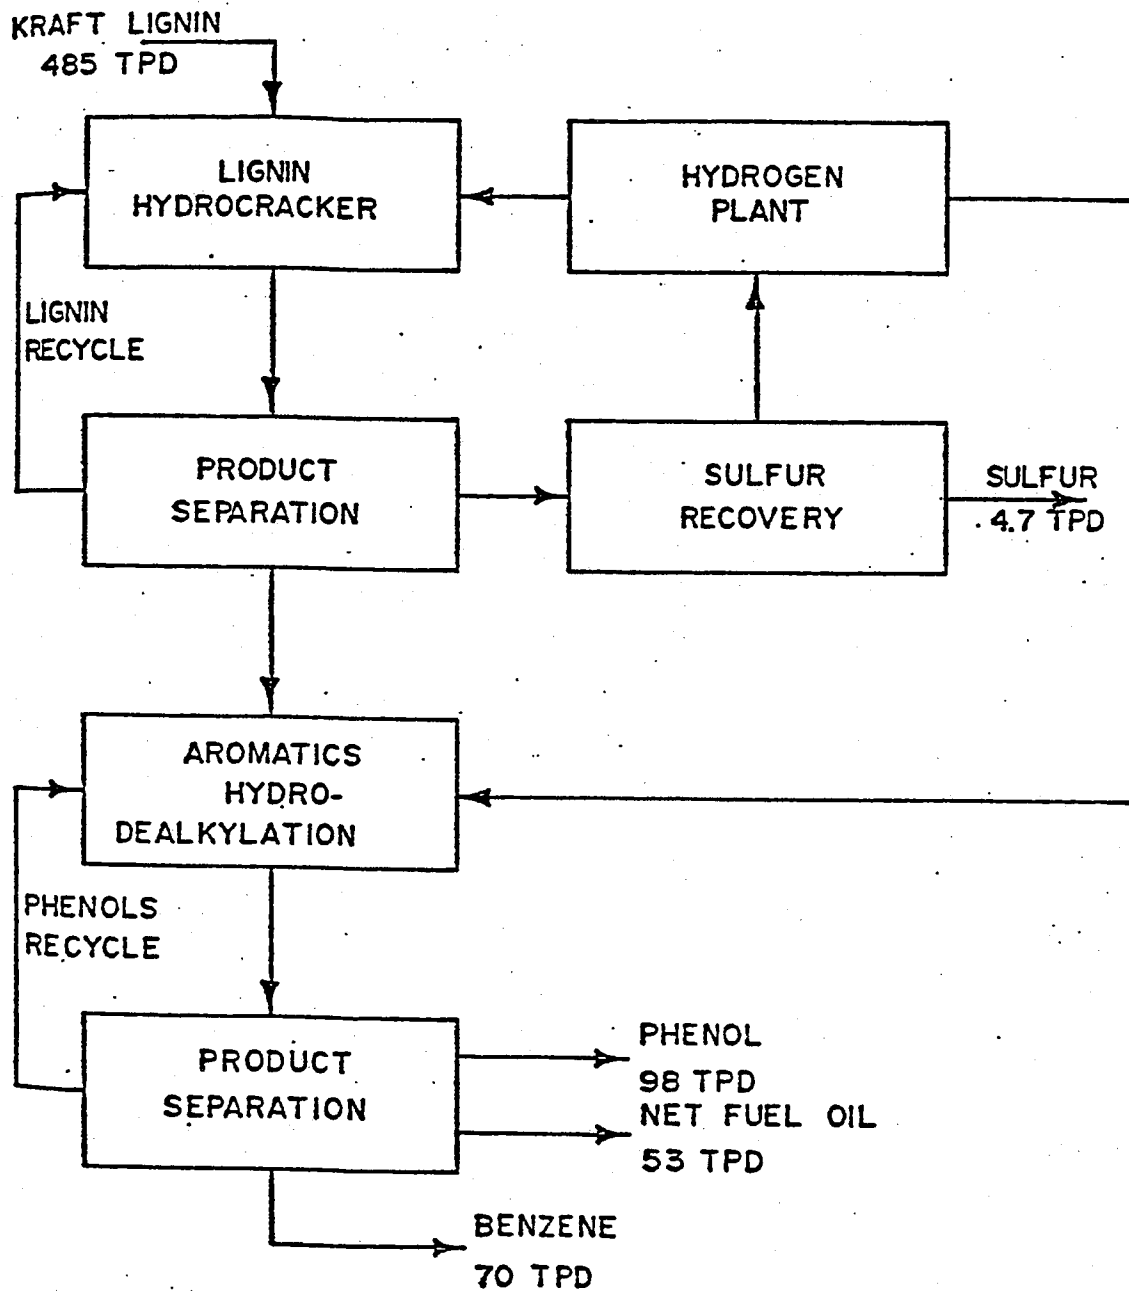 KRAFT LIGNIN
485 TPD
LIGNIN
HYDROCRACKER
HYDROGEN
PLANT
LIGNIN
RECYCLE
PRODUCT
SEPARATION
SULFUR
RECOVERY
SULFUR
4.7 TPD
AROMATICS
HYDRO-
DEALKYLATION
PHENOLS
RECYCLE
PRODUCT
SEPARATION
PHENOL
98 TPD
NET FUEL OIL
53 TPD
BENZENE
70 TPD